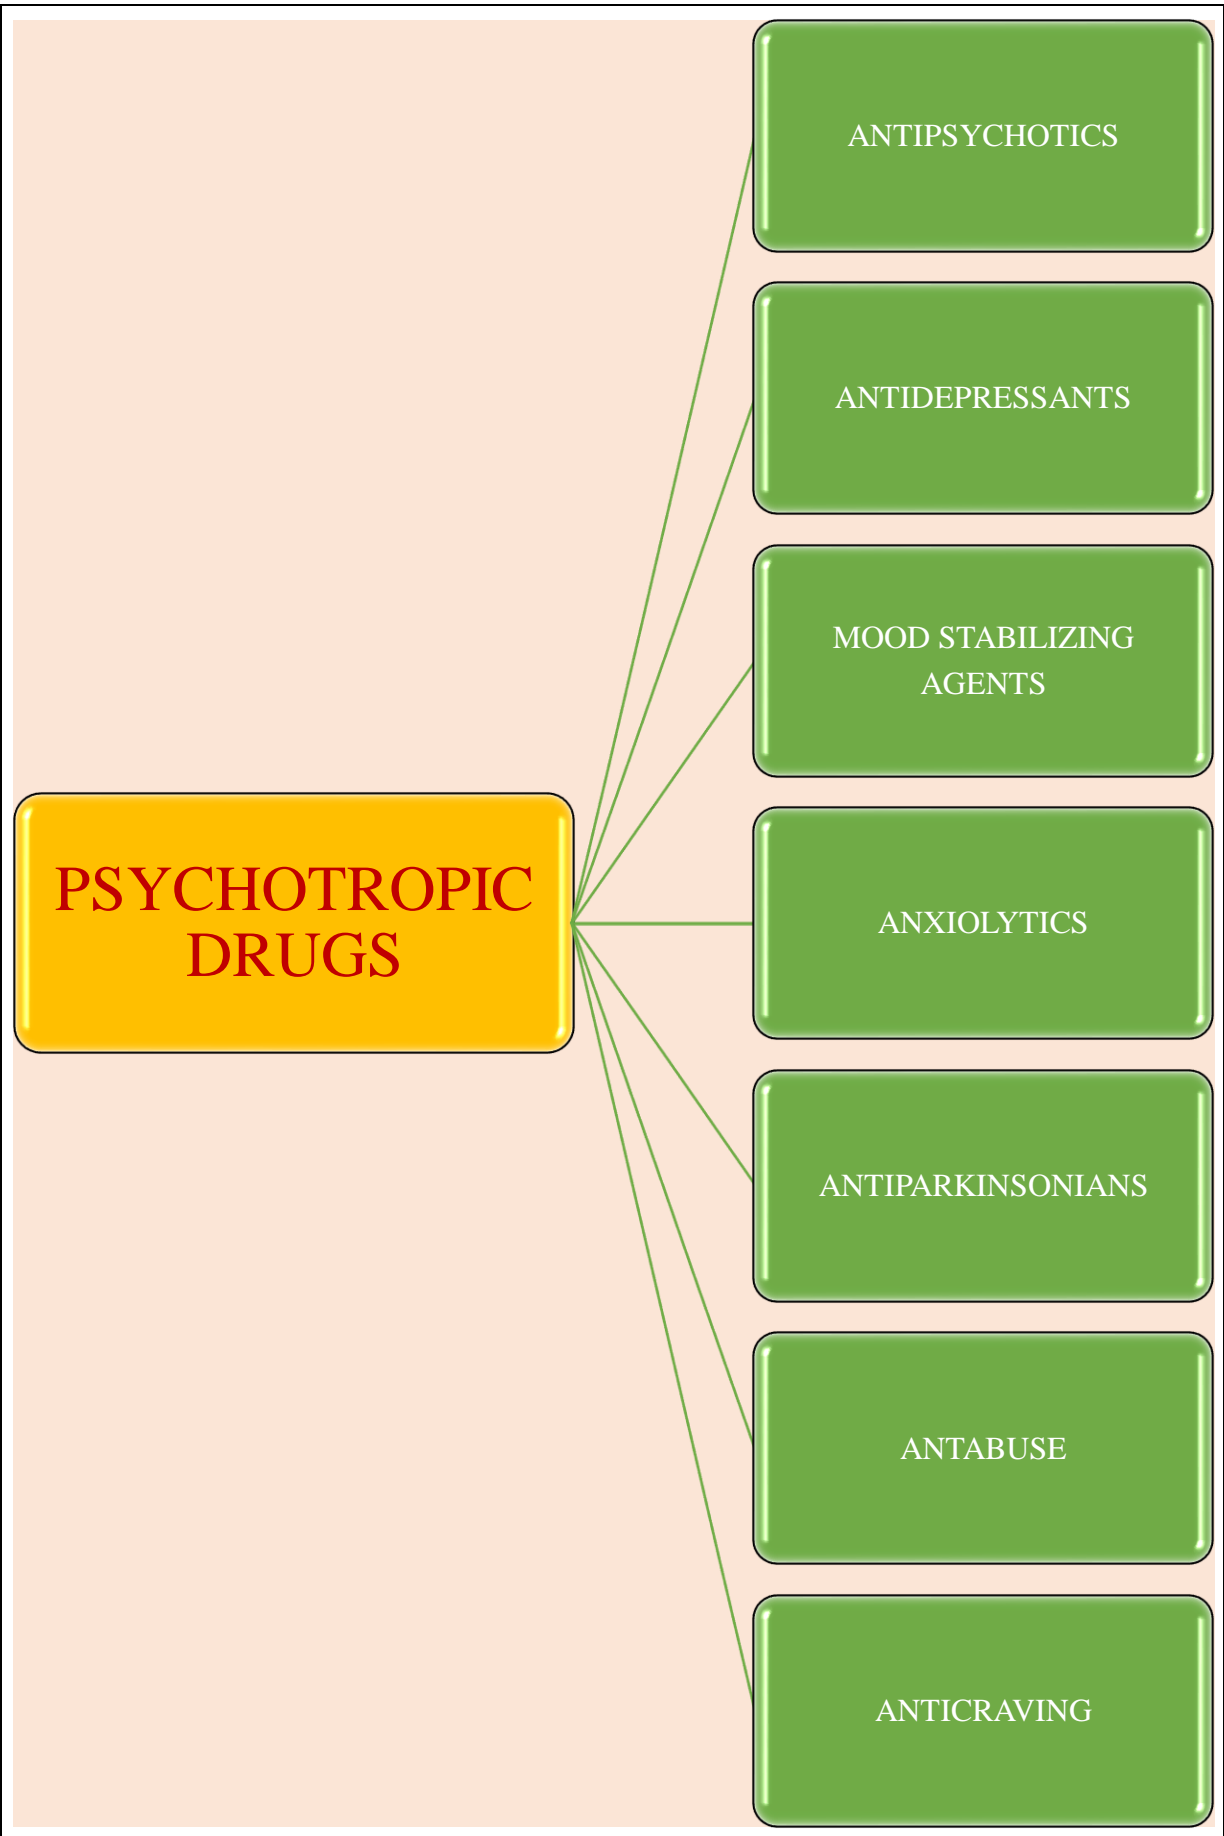 PSYCHOTROPIC
DRUGS
ANTIPSYCHOTICS
ANTIDEPRESSANTS
MOOD STABILIZING
AGENTS
ANXIOLYTICS
ANTIPARKINSONIANS
ANTABUSE
ANTICRAVING